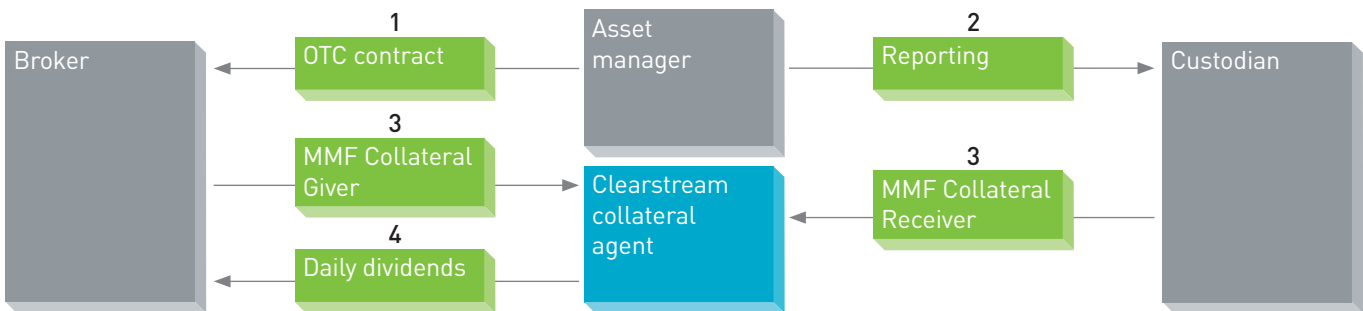 1
Asset
manager
2
Broker
OTC contract
Reporting
Custodian
3
MMF Collateral
Giver
3
Clearstream
collateral
agent
MMF Collateral
Receiver
4
Daily dividends